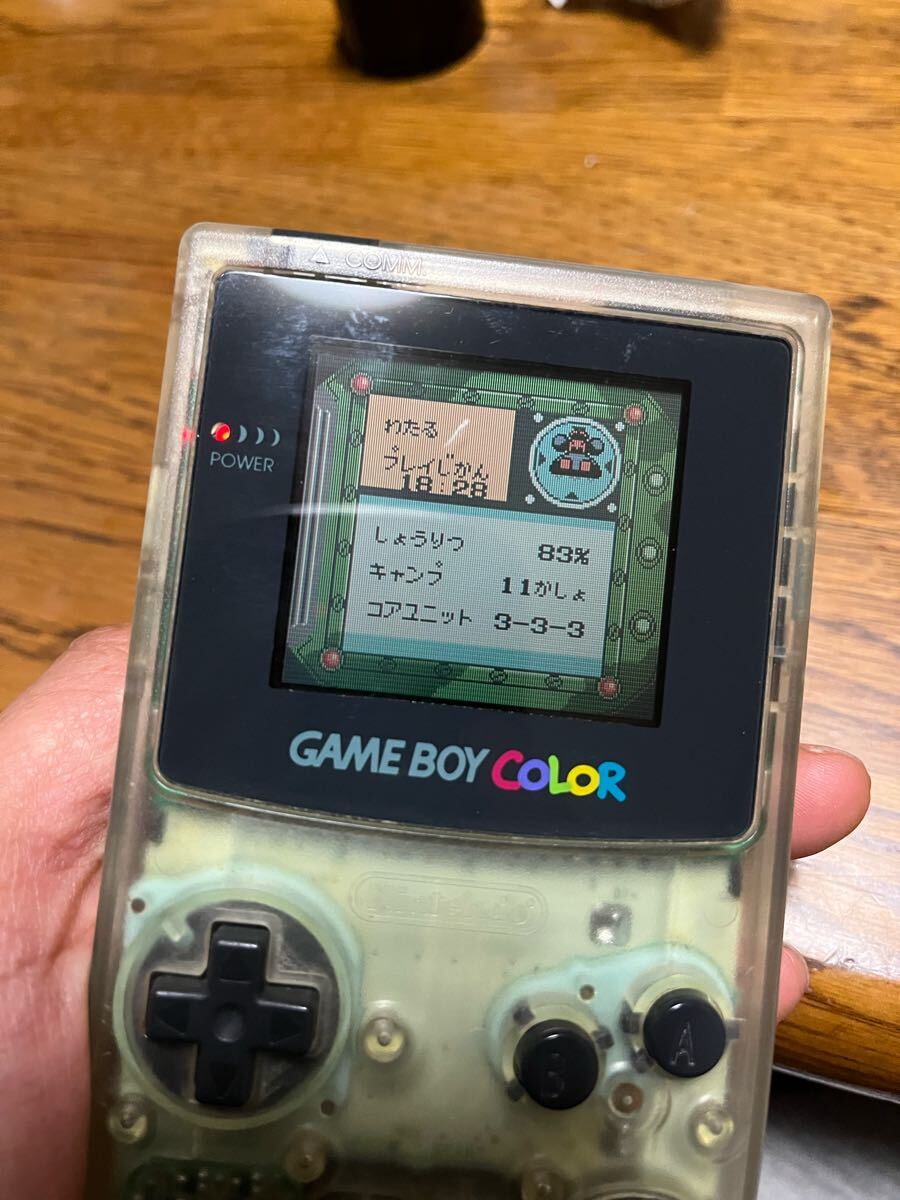 COMM.
POWER
わたる
プレイじかん
18:28
しょうりつ 83%
キャンプ 11かしょ
コアユニット 3-3-3
GAME BOY COLOR
Nintendo
B
A